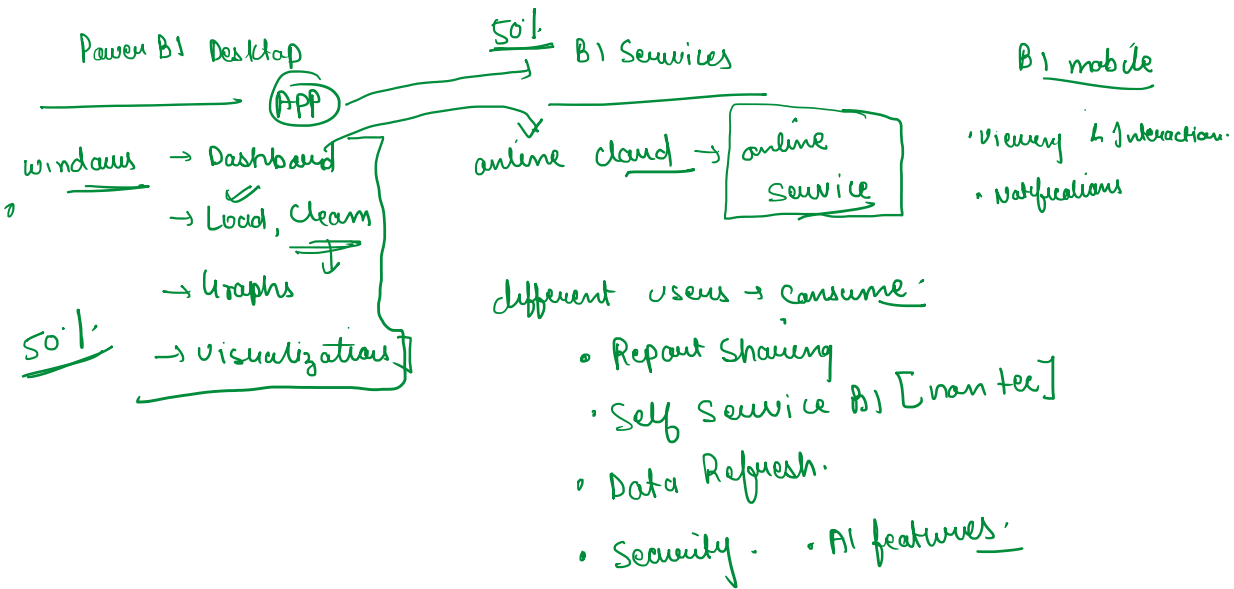 Power BI Desktop
APP
windows → Dashboard
→ Load, Clean
→ Graphs
50%
→ Visualization
50%
BI Services
online cloud → online service
different users → consume.
• Report Sharing
• Self Service BI [non tec]
• Data Refresh.
• Security. • AI features.
BI mobile
• Viewing & Interaction.
• Notifications